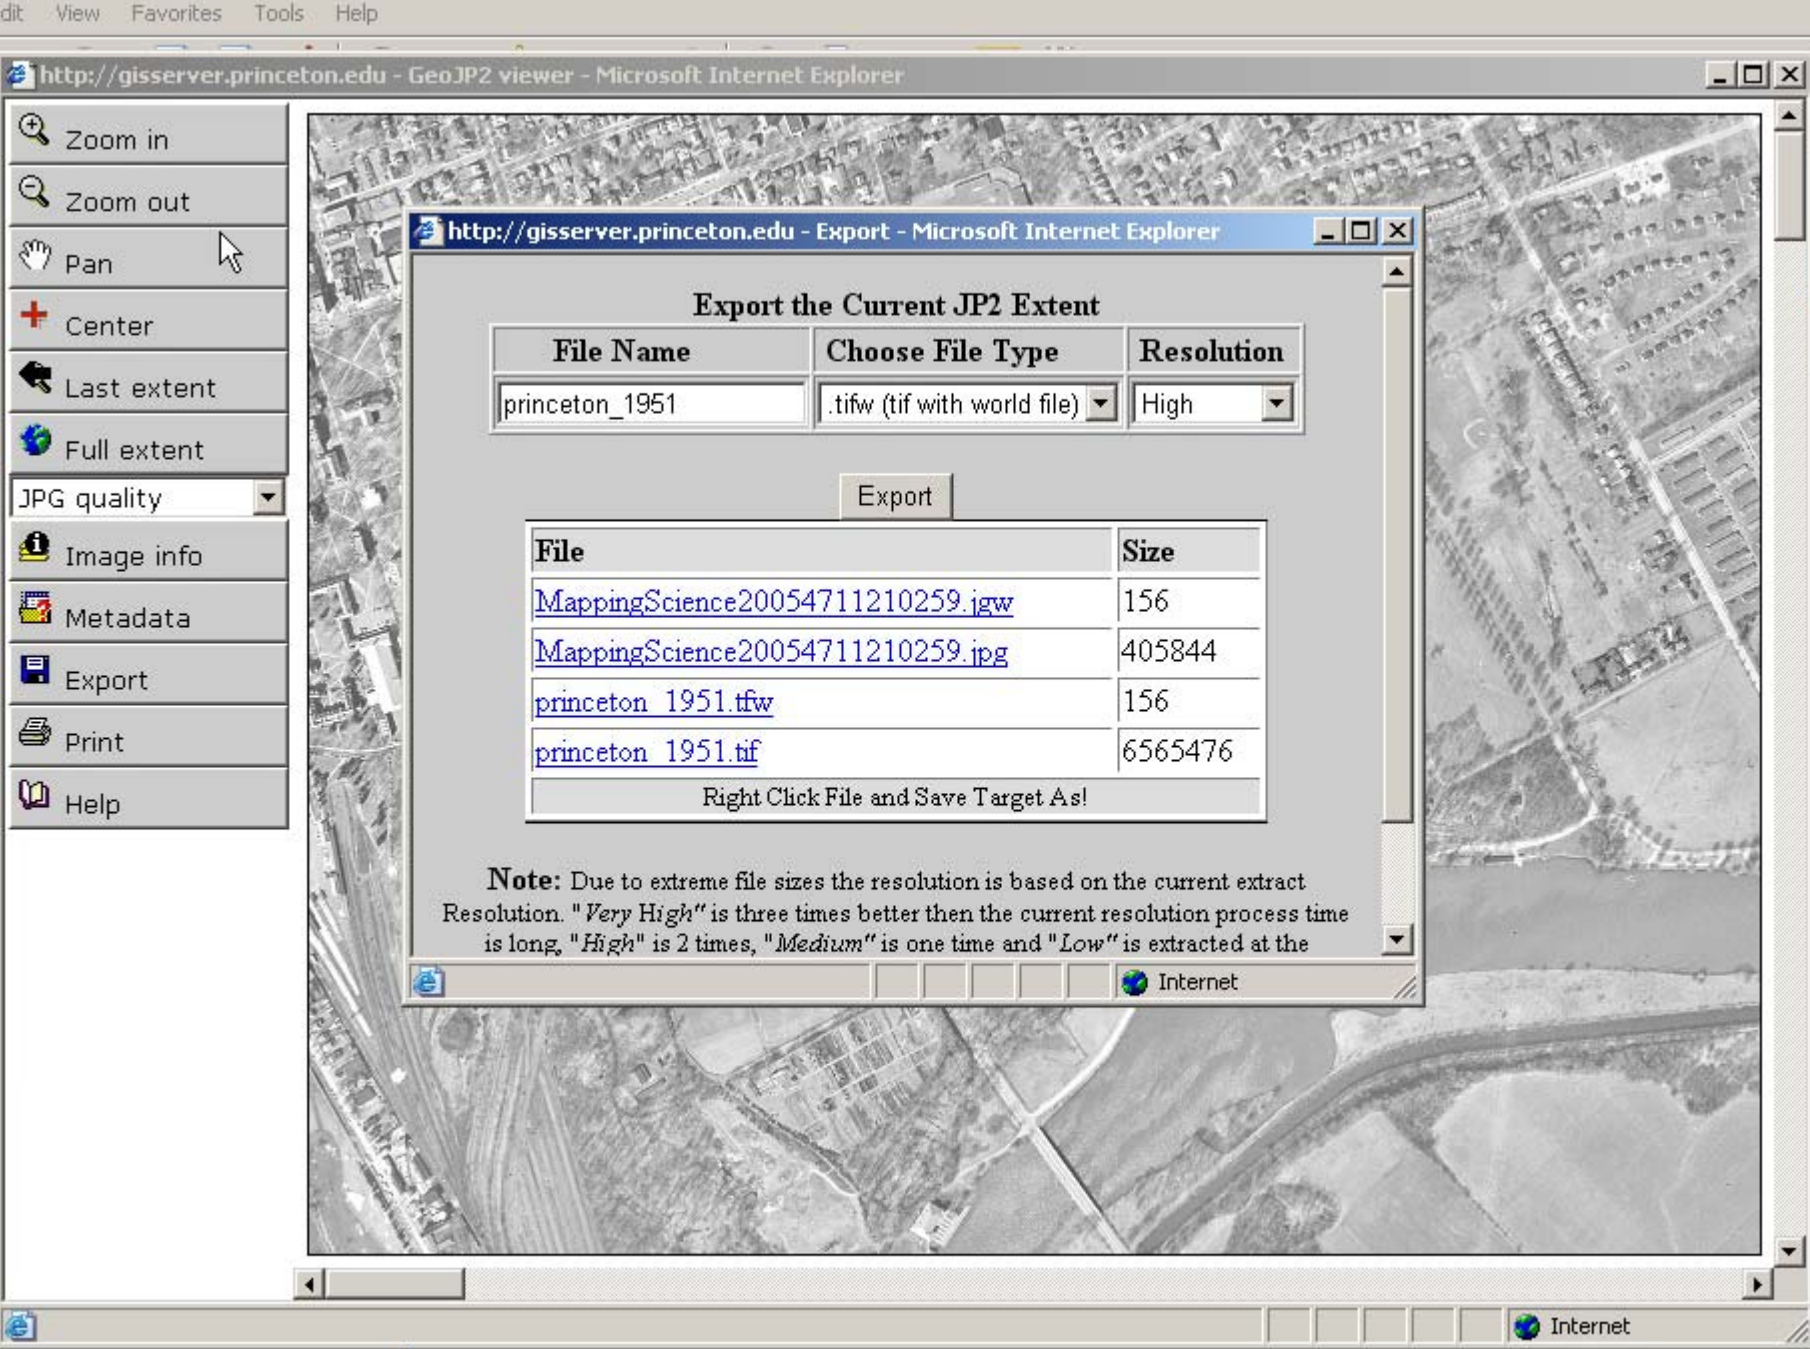 dit View Favorites Tools Help
http://gisserver.princeton.edu - GeoJP2 viewer - Microsoft Internet Explorer
Zoom in
Zoom out
Pan
Center
Last extent
Full extent
JPG quality
Image info
Metadata
Export
Print
Help
http://gisserver.princeton.edu - Export - Microsoft Internet Explorer
Export the Current JP2 Extent
File Name Choose File Type Resolution
princeton_1951 .tifw (tif with world file) High
Export
File Size
MappingScience20054711210259.jgw 156
MappingScience20054711210259.jpg 405844
princeton_1951.tfw 156
princeton_1951.tif 6565476
Right Click File and Save Target As!
Note: Due to extreme file sizes the resolution is based on the current extract
Resolution. "Very High" is three times better then the current resolution process time
is long, "High" is 2 times, "Medium" is one time and "Low" is extracted at the
Internet
Internet